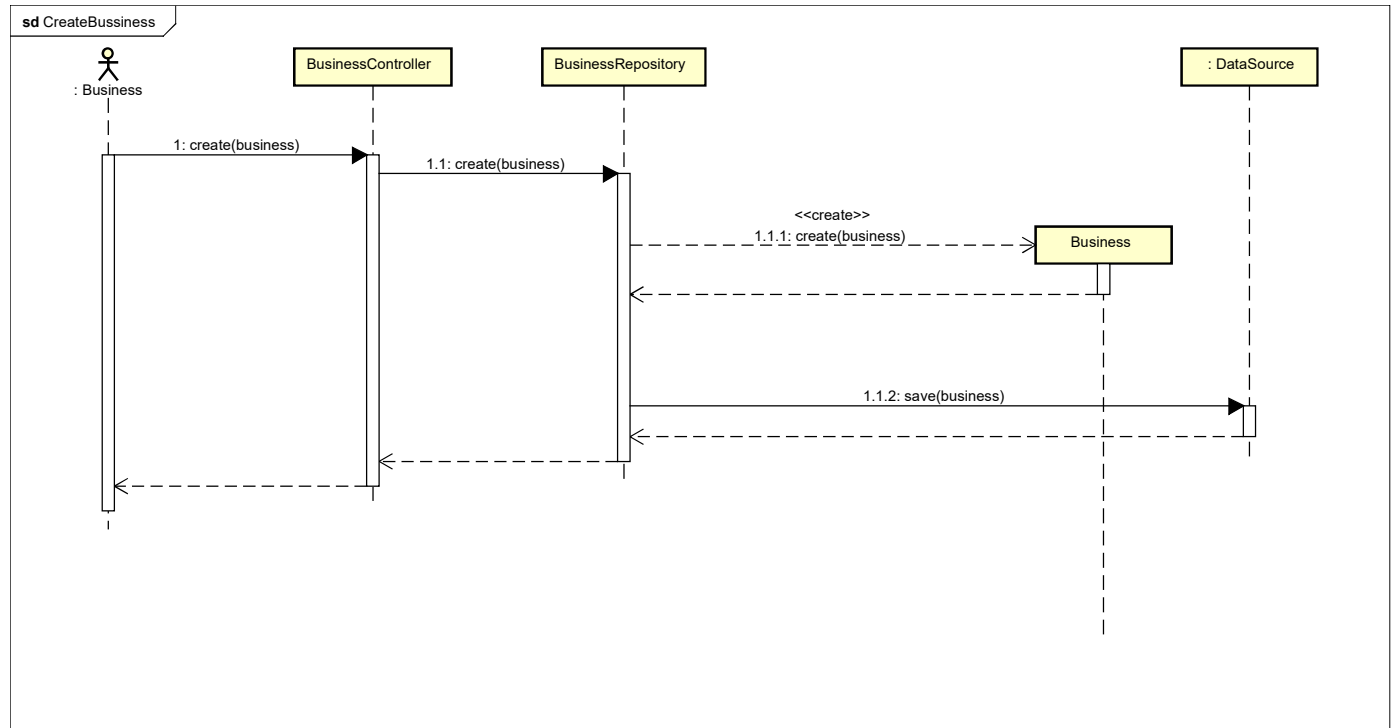 sd CreateBussiness
: Business
BusinessController
BusinessRepository
: DataSource
1: create(business)
1.1: create(business)
<<create>>
1.1.1: create(business)
Business
1.1.2: save(business)